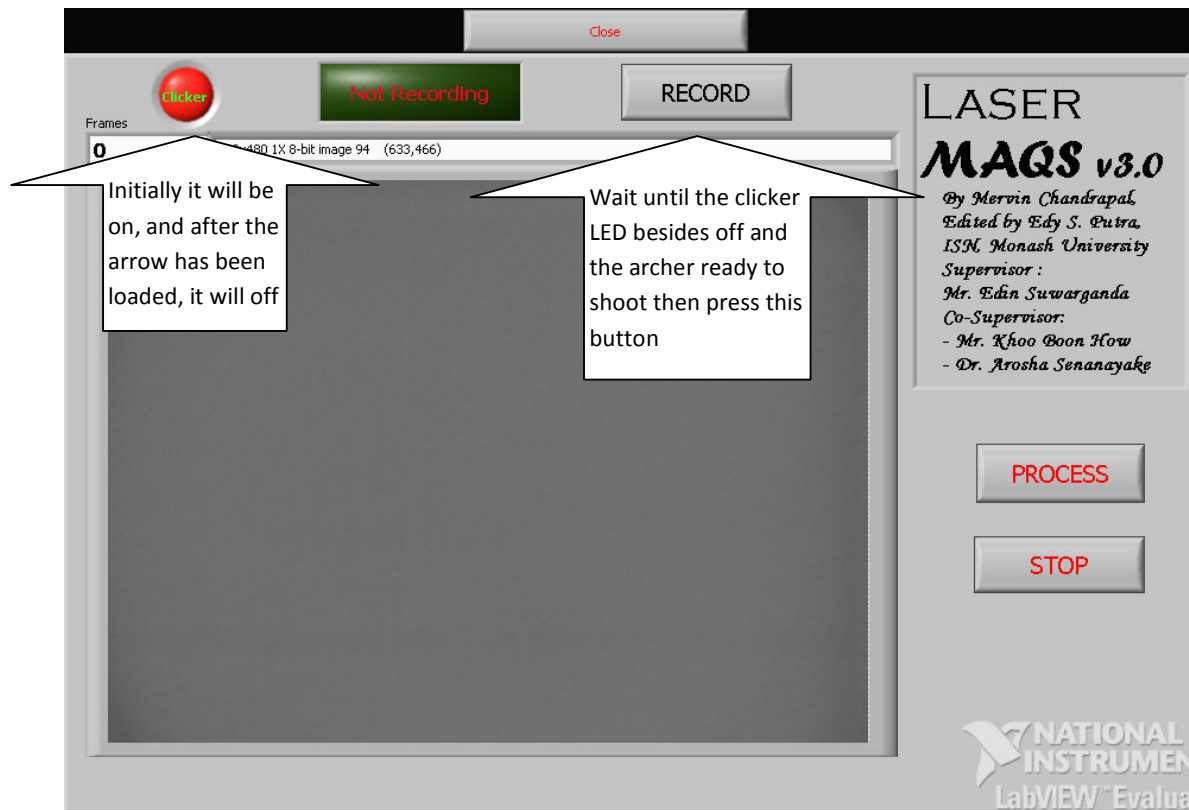 Close
Clicker
Not Recording
RECORD
Frames
0
480 1X 8-bit image 94 (633,466)
Initially it will be
on, and after the
arrow has been
loaded, it will off
Wait until the clicker
LED besides off and
the archer ready to
shoot then press this
button
LASER
MAQS v3.0
By Mervin Chandrapal,
Edited by Edy S. Putra,
ISN, Monash University
Supervisor :
Mr. Edin Suwarganda
Co-Supervisor:
- Mr. Khoo Boon How
- Dr. Arosha Senanayake
PROCESS
STOP
NATIONAL
INSTRUMEN
LabVIEW™ Evalua